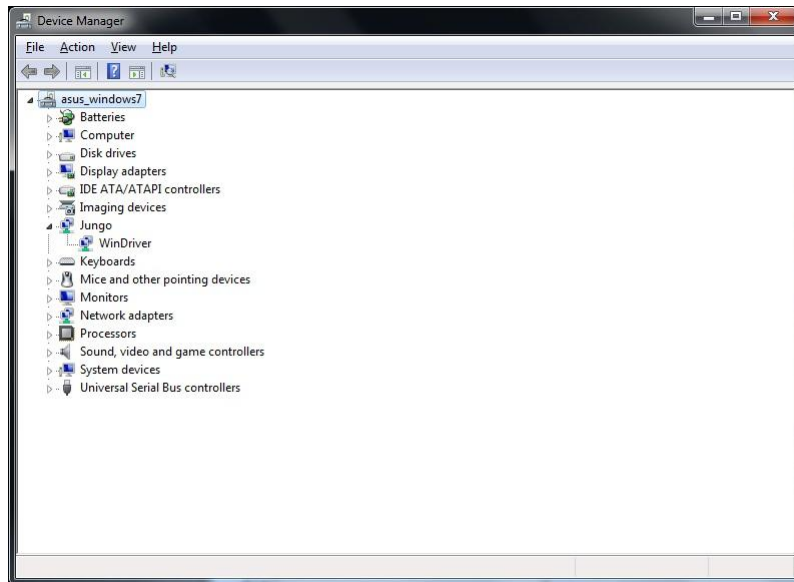 Device Manager
File Action View Help
asus_windows7
Batteries
Computer
Disk drives
Display adapters
IDE ATA/ATAPI controllers
Imaging devices
Jungo
WinDriver
Keyboards
Mice and other pointing devices
Monitors
Network adapters
Processors
Sound, video and game controllers
System devices
Universal Serial Bus controllers